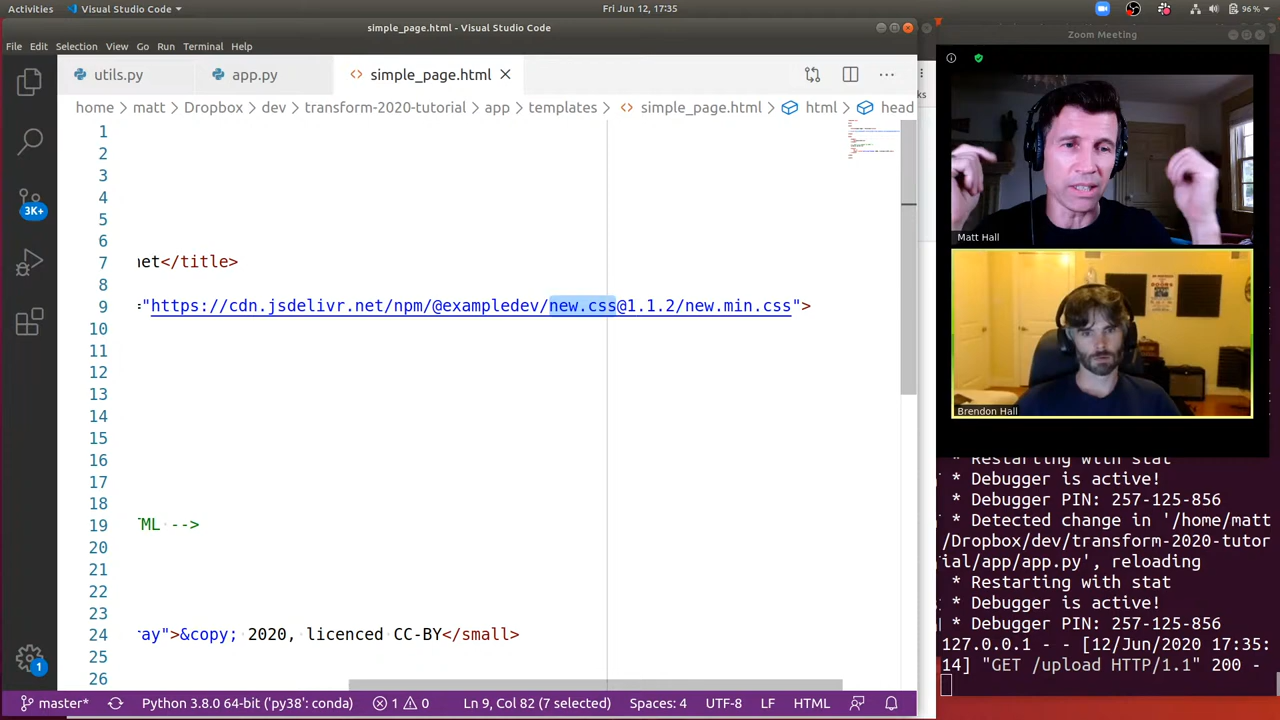 Activities Visual Studio Code Fri Jun 12, 17:35 96%
simple_page.html - Visual Studio Code
File Edit Selection View Go Run Terminal Help
utils.py app.py simple_page.html
home > matt > Dropbox > dev > transform-2020-tutorial > app > templates > simple_page.html > html > head
1
2
3
4
5
6
7 et</title>
8
9 "https://cdn.jsdelivr.net/npm/@exampledev/new.css@1.1.2/new.min.css">
10
11
12
13
14
15
16
17
18
19 ML -->
20
21
22
23
24 ay">&copy; 2020, licenced CC-BY</small>
25
26
3K+
1
master* Python 3.8.0 64-bit ('py38': conda) 1 0 Ln 9, Col 82 (7 selected) Spaces: 4 UTF-8 LF HTML
Zoom Meeting
Matt Hall
Brendon Hall
* Restarting with stat
* Debugger is active!
* Debugger PIN: 257-125-856
* Detected change in '/home/matt
/Dropbox/dev/transform-2020-tutor
ial/app/app.py', reloading
* Restarting with stat
* Debugger is active!
* Debugger PIN: 257-125-856
127.0.0.1 - - [12/Jun/2020 17:35:
14] "GET /upload HTTP/1.1" 200 -